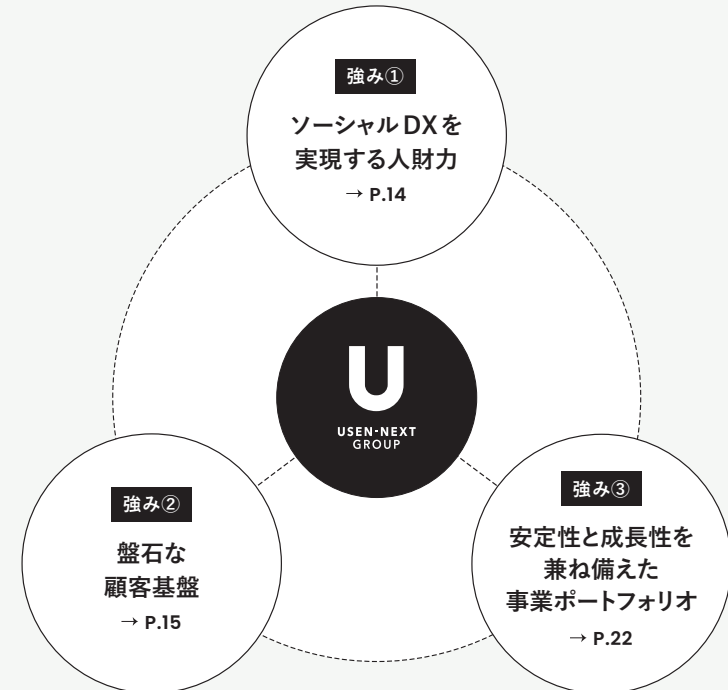 強み①
ソーシャルDXを
実現する人財力
→ P.14
U
USEN-NEXT
GROUP
強み②
盤石な
顧客基盤
→ P.15
強み③
安定性と成長性を
兼ね備えた
事業ポートフォリオ
→ P.22